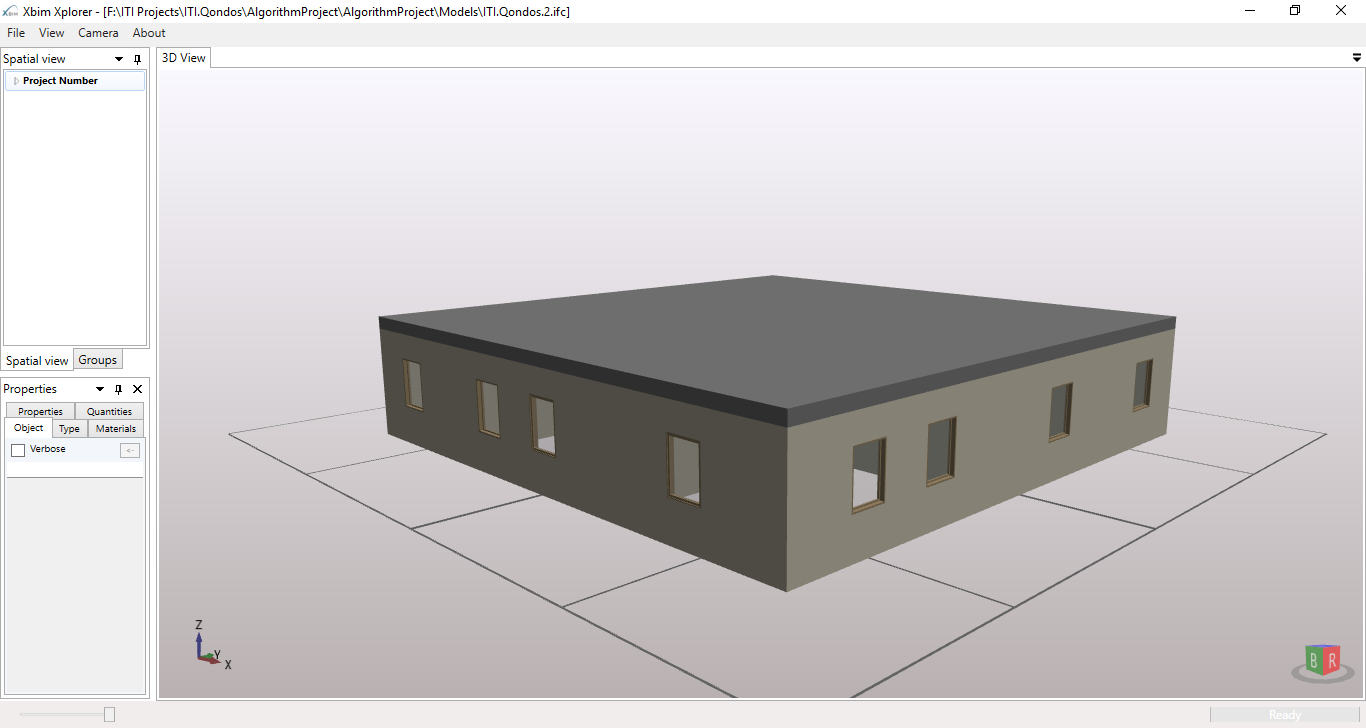 Xbim Xplorer - [F:\ITI Projects\ITI.Qondos\AlgorithmProject\AlgorithmProject\Models\ITI.Qondos.2.ifc]
File View Camera About
Spatial view
3D View
Project Number
Spatial view Groups
Properties
Properties Quantities
Object Type Materials
Verbose <-
Z
Y
X
B R
Ready